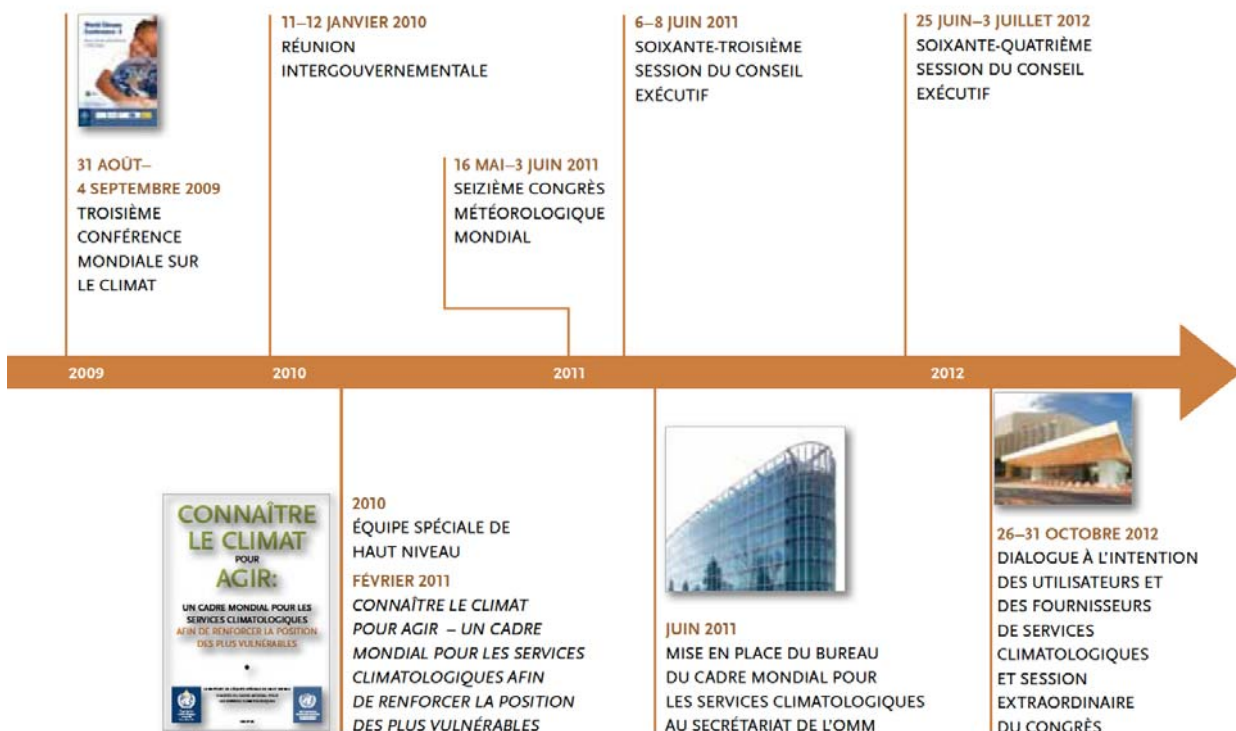 World Climate
Conference-3
31 AOÛT–
4 SEPTEMBRE 2009
TROISIÈME
CONFÉRENCE
MONDIALE SUR
LE CLIMAT
11–12 JANVIER 2010
RÉUNION
INTERGOUVERNEMENTALE
16 MAI–3 JUIN 2011
SEIZIÈME CONGRÈS
MÉTÉOROLOGIQUE
MONDIAL
6–8 JUIN 2011
SOIXANTE-TROISIÈME
SESSION DU CONSEIL
EXÉCUTIF
25 JUIN–3 JUILLET 2012
SOIXANTE-QUATRIÈME
SESSION DU CONSEIL
EXÉCUTIF
2009
2010
2011
2012
CONNAÎTRE
LE CLIMAT
POUR
AGIR:
UN CADRE MONDIAL POUR LES
SERVICES CLIMATOLOGIQUES
AFIN DE RENFORCER LA POSITION
DES PLUS VULNÉRABLES
2010
ÉQUIPE SPÉCIALE DE
HAUT NIVEAU
FÉVRIER 2011
CONNAÎTRE LE CLIMAT
POUR AGIR – UN CADRE
MONDIAL POUR LES SERVICES
CLIMATOLOGIQUES AFIN
DE RENFORCER LA POSITION
DES PLUS VULNÉRABLES
JUIN 2011
MISE EN PLACE DU BUREAU
DU CADRE MONDIAL POUR
LES SERVICES CLIMATOLOGIQUES
AU SECRÉTARIAT DE L'OMM
26–31 OCTOBRE 2012
DIALOGUE À L'INTENTION
DES UTILISATEURS ET
DES FOURNISSEURS
DE SERVICES
CLIMATOLOGIQUES
ET SESSION
EXTRAORDINAIRE
DU CONGRÈS